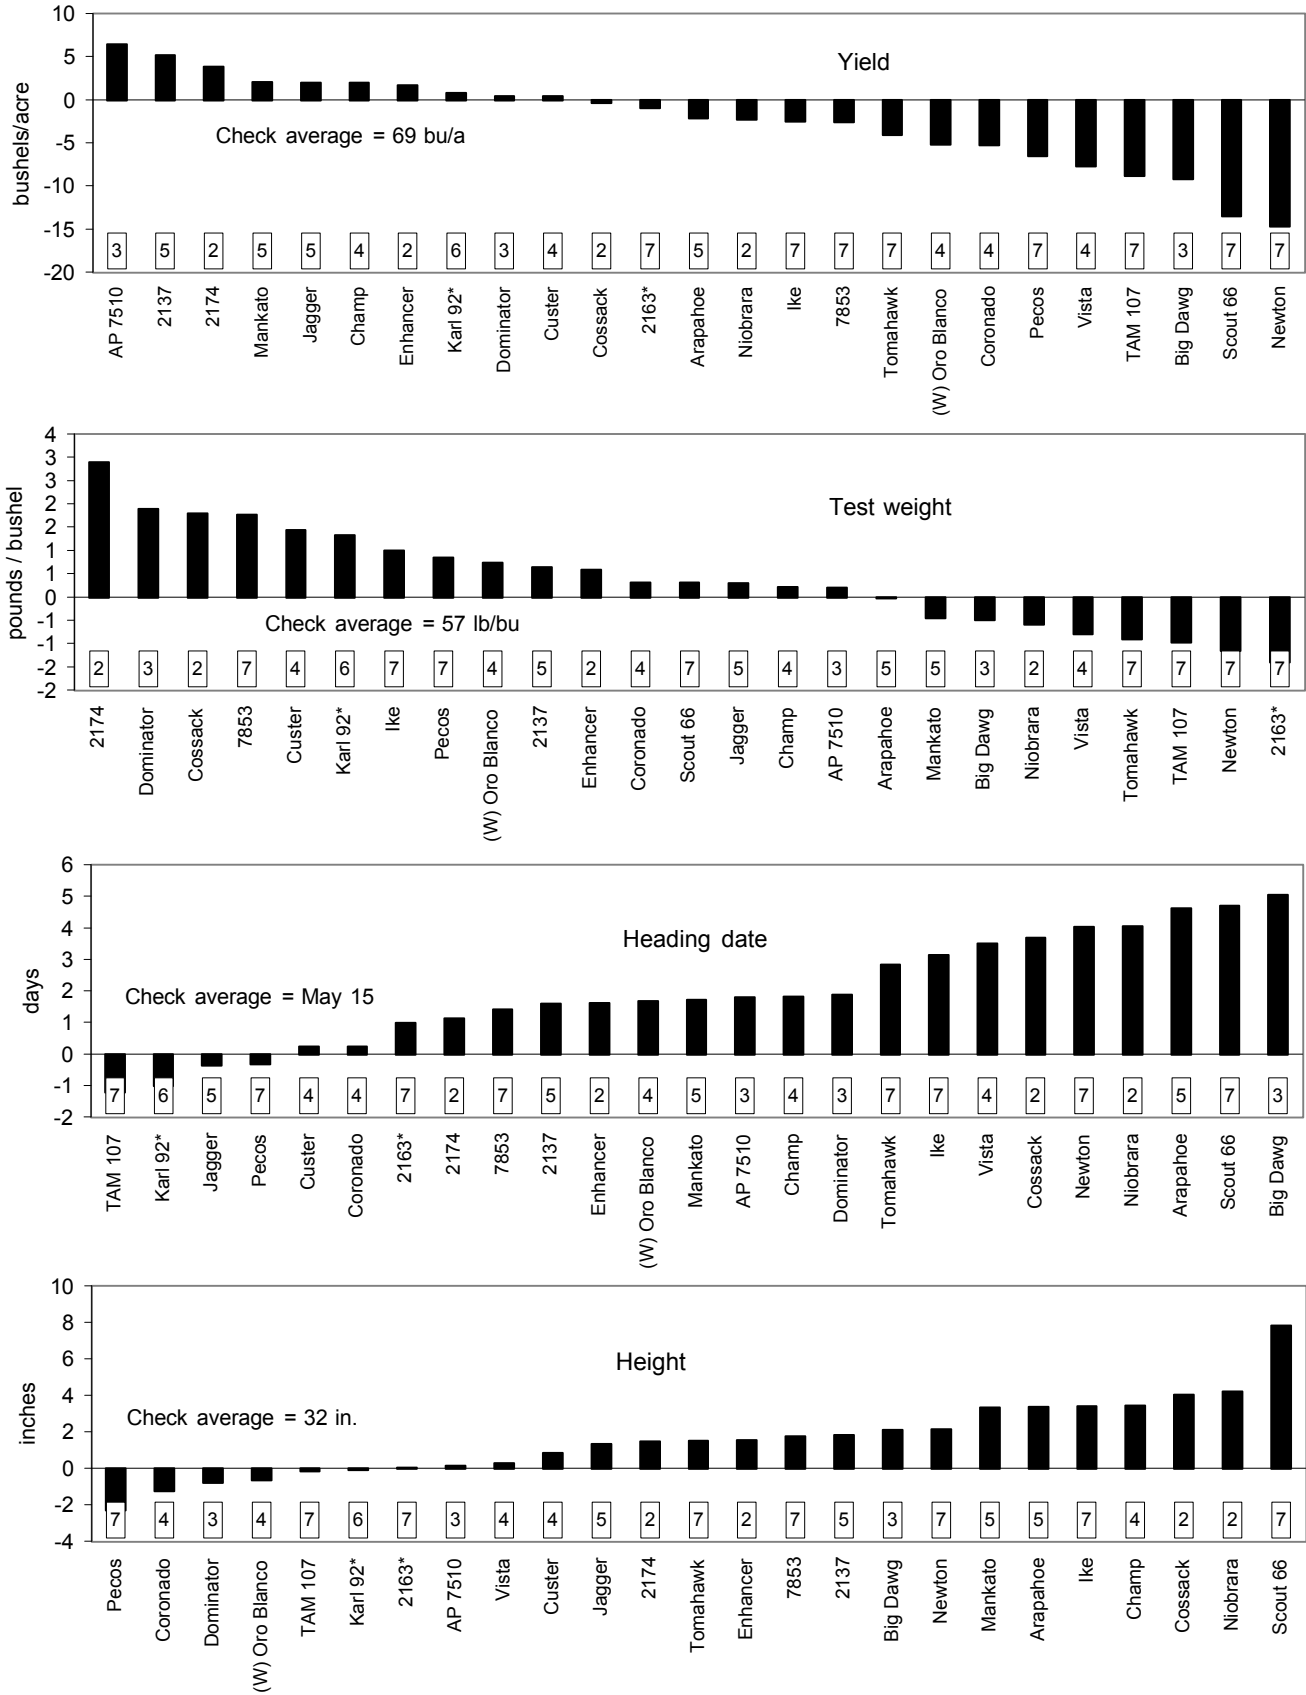 10
5
0
-5
-10
-15
-20
bushels/acre
Yield
Check average = 69 bu/a
3 5 2 5 5 4 2 6 3 4 2 7 5 2 7 7 7 4 4 7 4 7 3 7 7
AP 7510 2137 2174 Mankato Jagger Champ Enhancer Karl 92* Dominator Custer Cossack 2163* Arapahoe Niobrara Ike 7853 Tomahawk (W) Oro Blanco Coronado Pecos Vista TAM 107 Big Dawg Scout 66 Newton
4
3
3
2
2
1
1
0
-1
-1
-2
-2
pounds / bushel
Test weight
Check average = 57 lb/bu
2 3 2 7 4 6 7 7 4 5 2 4 7 5 4 3 5 5 3 2 4 7 7 7 7
2174 Dominator Cossack 7853 Custer Karl 92* Ike Pecos (W) Oro Blanco 2137 Enhancer Coronado Scout 66 Jagger Champ AP 7510 Arapahoe Mankato Big Dawg Niobrara Vista Tomahawk TAM 107 Newton 2163*
6
5
4
3
2
1
0
-1
-2
days
Heading date
Check average = May 15
7 6 5 7 4 4 7 2 7 5 2 4 5 3 4 3 7 7 4 2 7 2 5 7 3
TAM 107 Karl 92* Jagger Pecos Custer Coronado 2163* 2174 7853 2137 Enhancer (W) Oro Blanco Mankato AP 7510 Champ Dominator Tomahawk Ike Vista Cossack Newton Niobrara Arapahoe Scout 66 Big Dawg
10
8
6
4
2
0
-2
-4
inches
Height
Check average = 32 in.
7 4 3 4 7 6 7 3 4 4 5 2 7 2 7 5 3 7 5 5 7 4 2 2 7
Pecos Coronado Dominator (W) Oro Blanco TAM 107 Karl 92* 2163* AP 7510 Vista Custer Jagger 2174 Tomahawk Enhancer 7853 2137 Big Dawg Newton Mankato Arapahoe Ike Champ Cossack Niobrara Scout 66